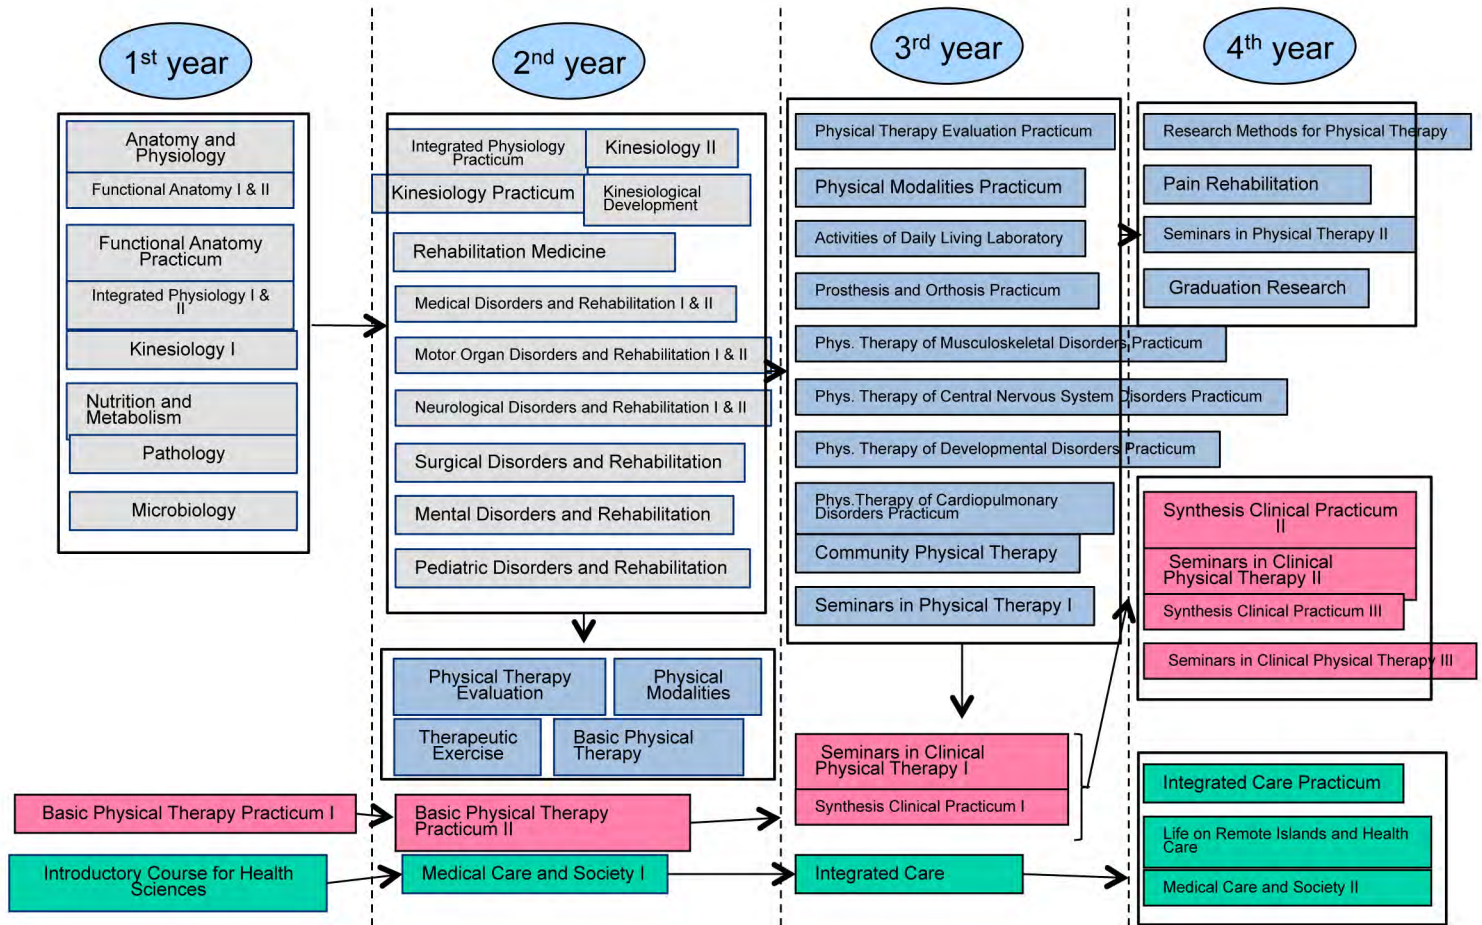 1st year
Anatomy and
Physiology
Functional Anatomy I & II
Functional Anatomy
Practicum
Integrated Physiology I &
II
Kinesiology I
Nutrition and
Metabolism
Pathology
Microbiology
Basic Physical Therapy Practicum I
Introductory Course for Health
Sciences
2nd year
Integrated Physiology
Practicum
Kinesiology II
Kinesiology Practicum
Kinesiological
Development
Rehabilitation Medicine
Medical Disorders and Rehabilitation I & II
Motor Organ Disorders and Rehabilitation I & II
Neurological Disorders and Rehabilitation I & II
Surgical Disorders and Rehabilitation
Mental Disorders and Rehabilitation
Pediatric Disorders and Rehabilitation
Physical Therapy
Evaluation
Physical
Modalities
Therapeutic
Exercise
Basic Physical
Therapy
Basic Physical Therapy
Practicum II
Medical Care and Society I
3rd year
Physical Therapy Evaluation Practicum
Physical Modalities Practicum
Activities of Daily Living Laboratory
Prosthesis and Orthosis Practicum
Phys. Therapy of Musculoskeletal Disorders Practicum
Phys. Therapy of Central Nervous System Disorders Practicum
Phys. Therapy of Developmental Disorders Practicum
Phys.Therapy of Cardiopulmonary
Disorders Practicum
Community Physical Therapy
Seminars in Physical Therapy I
Seminars in Clinical
Physical Therapy I
Synthesis Clinical Practicum I
Integrated Care
4th year
Research Methods for Physical Therapy
Pain Rehabilitation
Seminars in Physical Therapy II
Graduation Research
Synthesis Clinical Practicum
II
Seminars in Clinical
Physical Therapy II
Synthesis Clinical Practicum III
Seminars in Clinical Physical Therapy III
Integrated Care Practicum
Life on Remote Islands and Health
Care
Medical Care and Society II